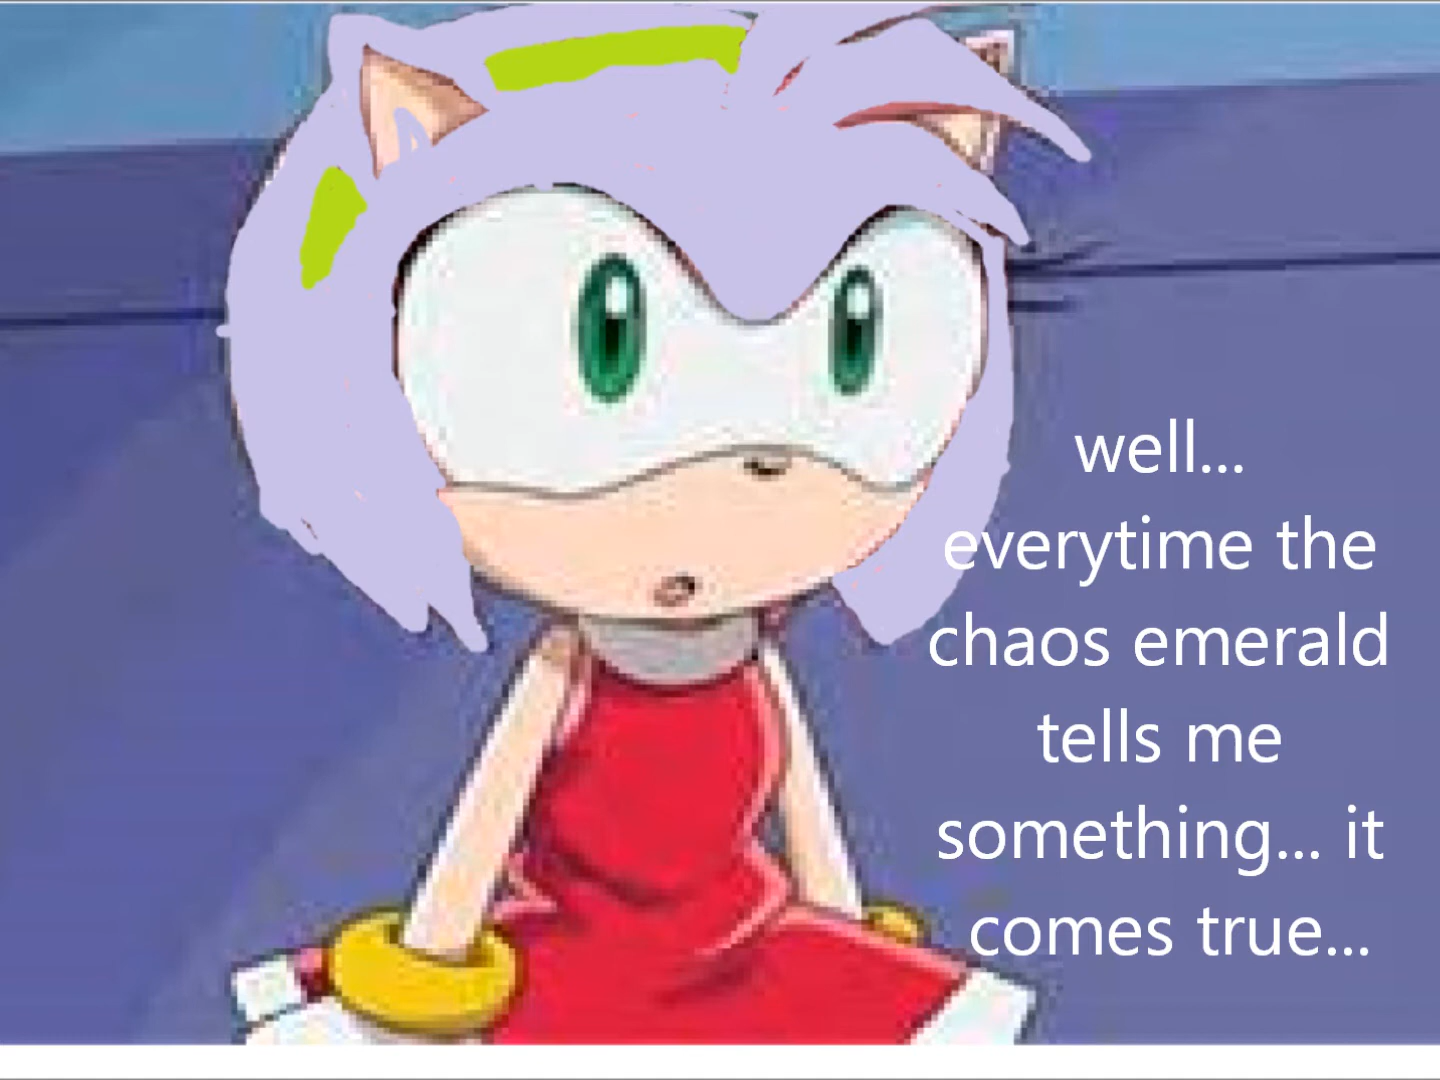 well...
everytime the
chaos emerald
tells me
something... it
comes true...